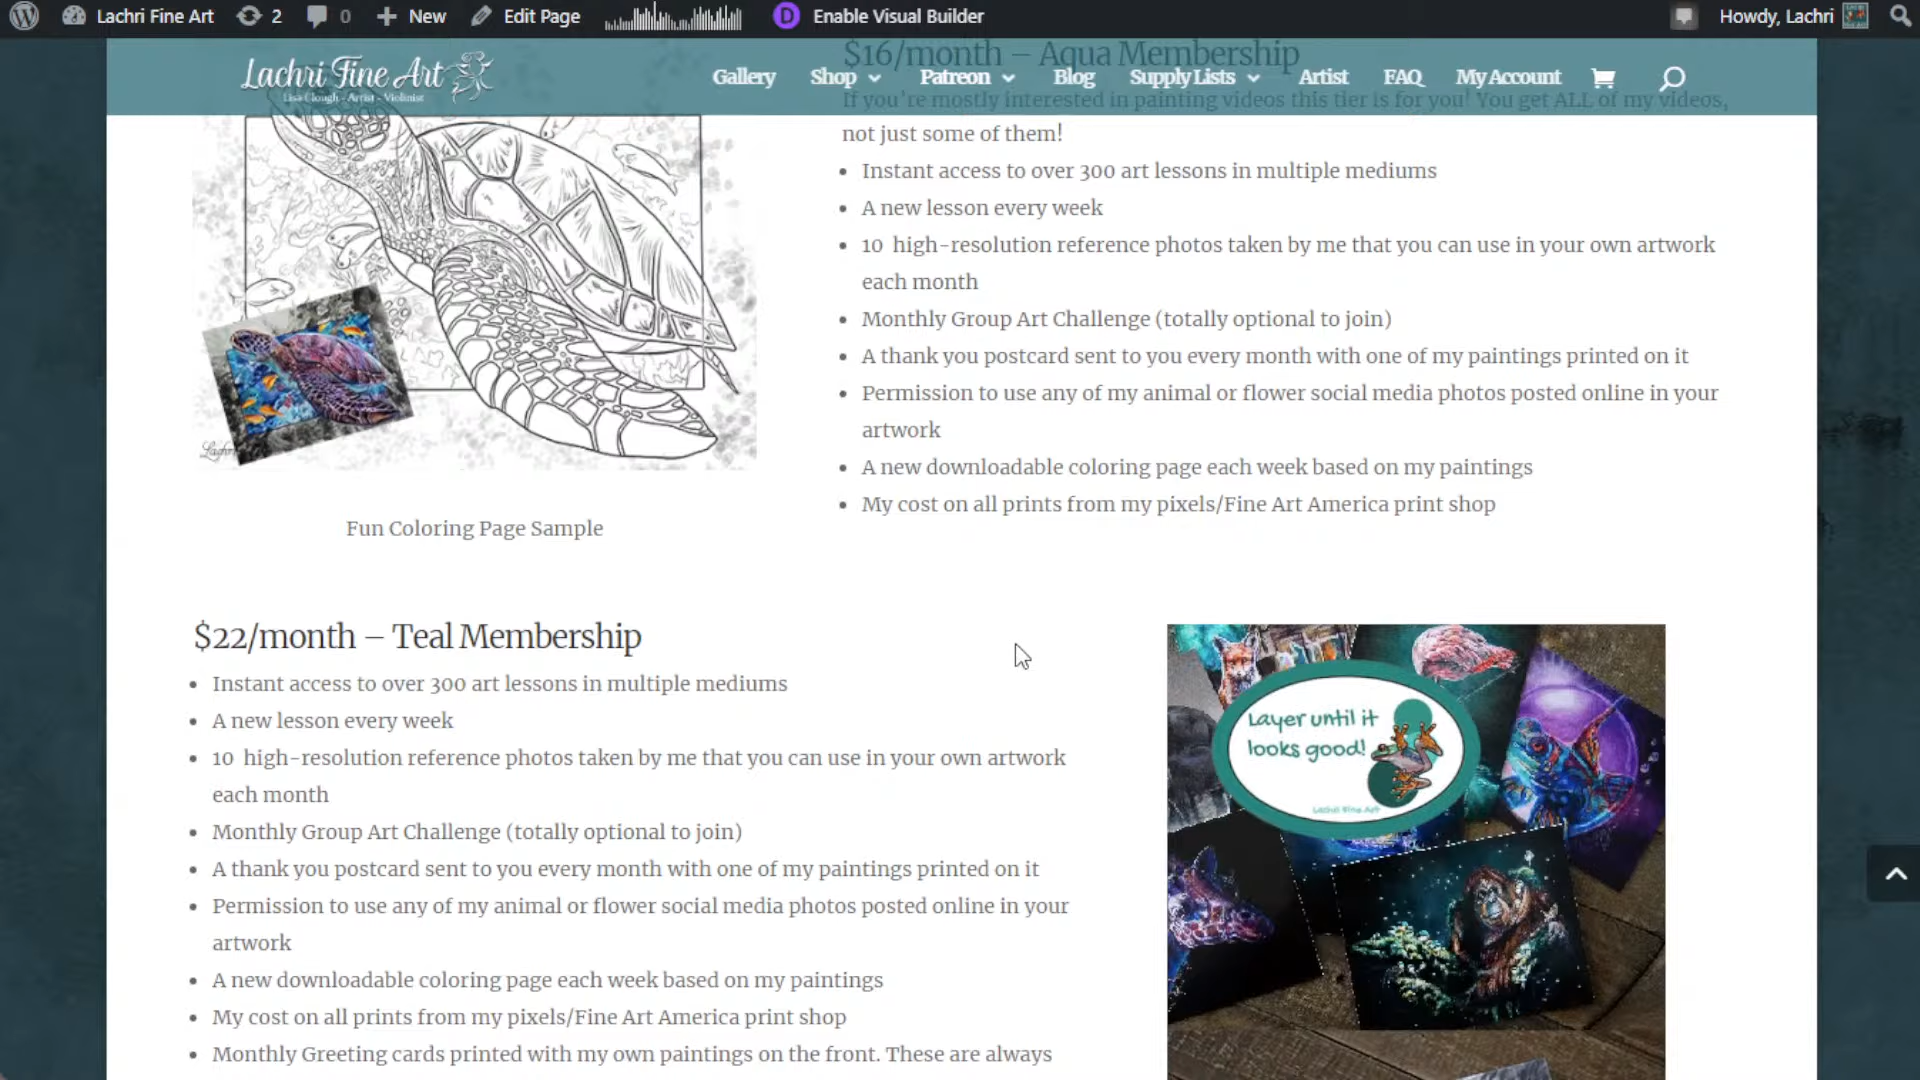 Lachri Fine Art 2 0 New Edit Page Enable Visual Builder Howdy, Lachri
Lachri Fine Art
Lisa Clough - Artist - Violinist
Gallery Shop Patreon Blog Supply Lists Artist FAQ My Account
$16/month – Aqua Membership
If you're mostly interested in painting videos this tier is for you! You get ALL of my videos,
not just some of them!
• Instant access to over 300 art lessons in multiple mediums
• A new lesson every week
• 10 high-resolution reference photos taken by me that you can use in your own artwork
each month
• Monthly Group Art Challenge (totally optional to join)
• A thank you postcard sent to you every month with one of my paintings printed on it
• Permission to use any of my animal or flower social media photos posted online in your
artwork
• A new downloadable coloring page each week based on my paintings
• My cost on all prints from my pixels/Fine Art America print shop
Lachri
Fun Coloring Page Sample
$22/month – Teal Membership
• Instant access to over 300 art lessons in multiple mediums
• A new lesson every week
• 10 high-resolution reference photos taken by me that you can use in your own artwork
each month
• Monthly Group Art Challenge (totally optional to join)
• A thank you postcard sent to you every month with one of my paintings printed on it
• Permission to use any of my animal or flower social media photos posted online in your
artwork
• A new downloadable coloring page each week based on my paintings
• My cost on all prints from my pixels/Fine Art America print shop
• Monthly Greeting cards printed with my own paintings on the front. These are always
Layer until it
looks good!
Lachri Fine Art